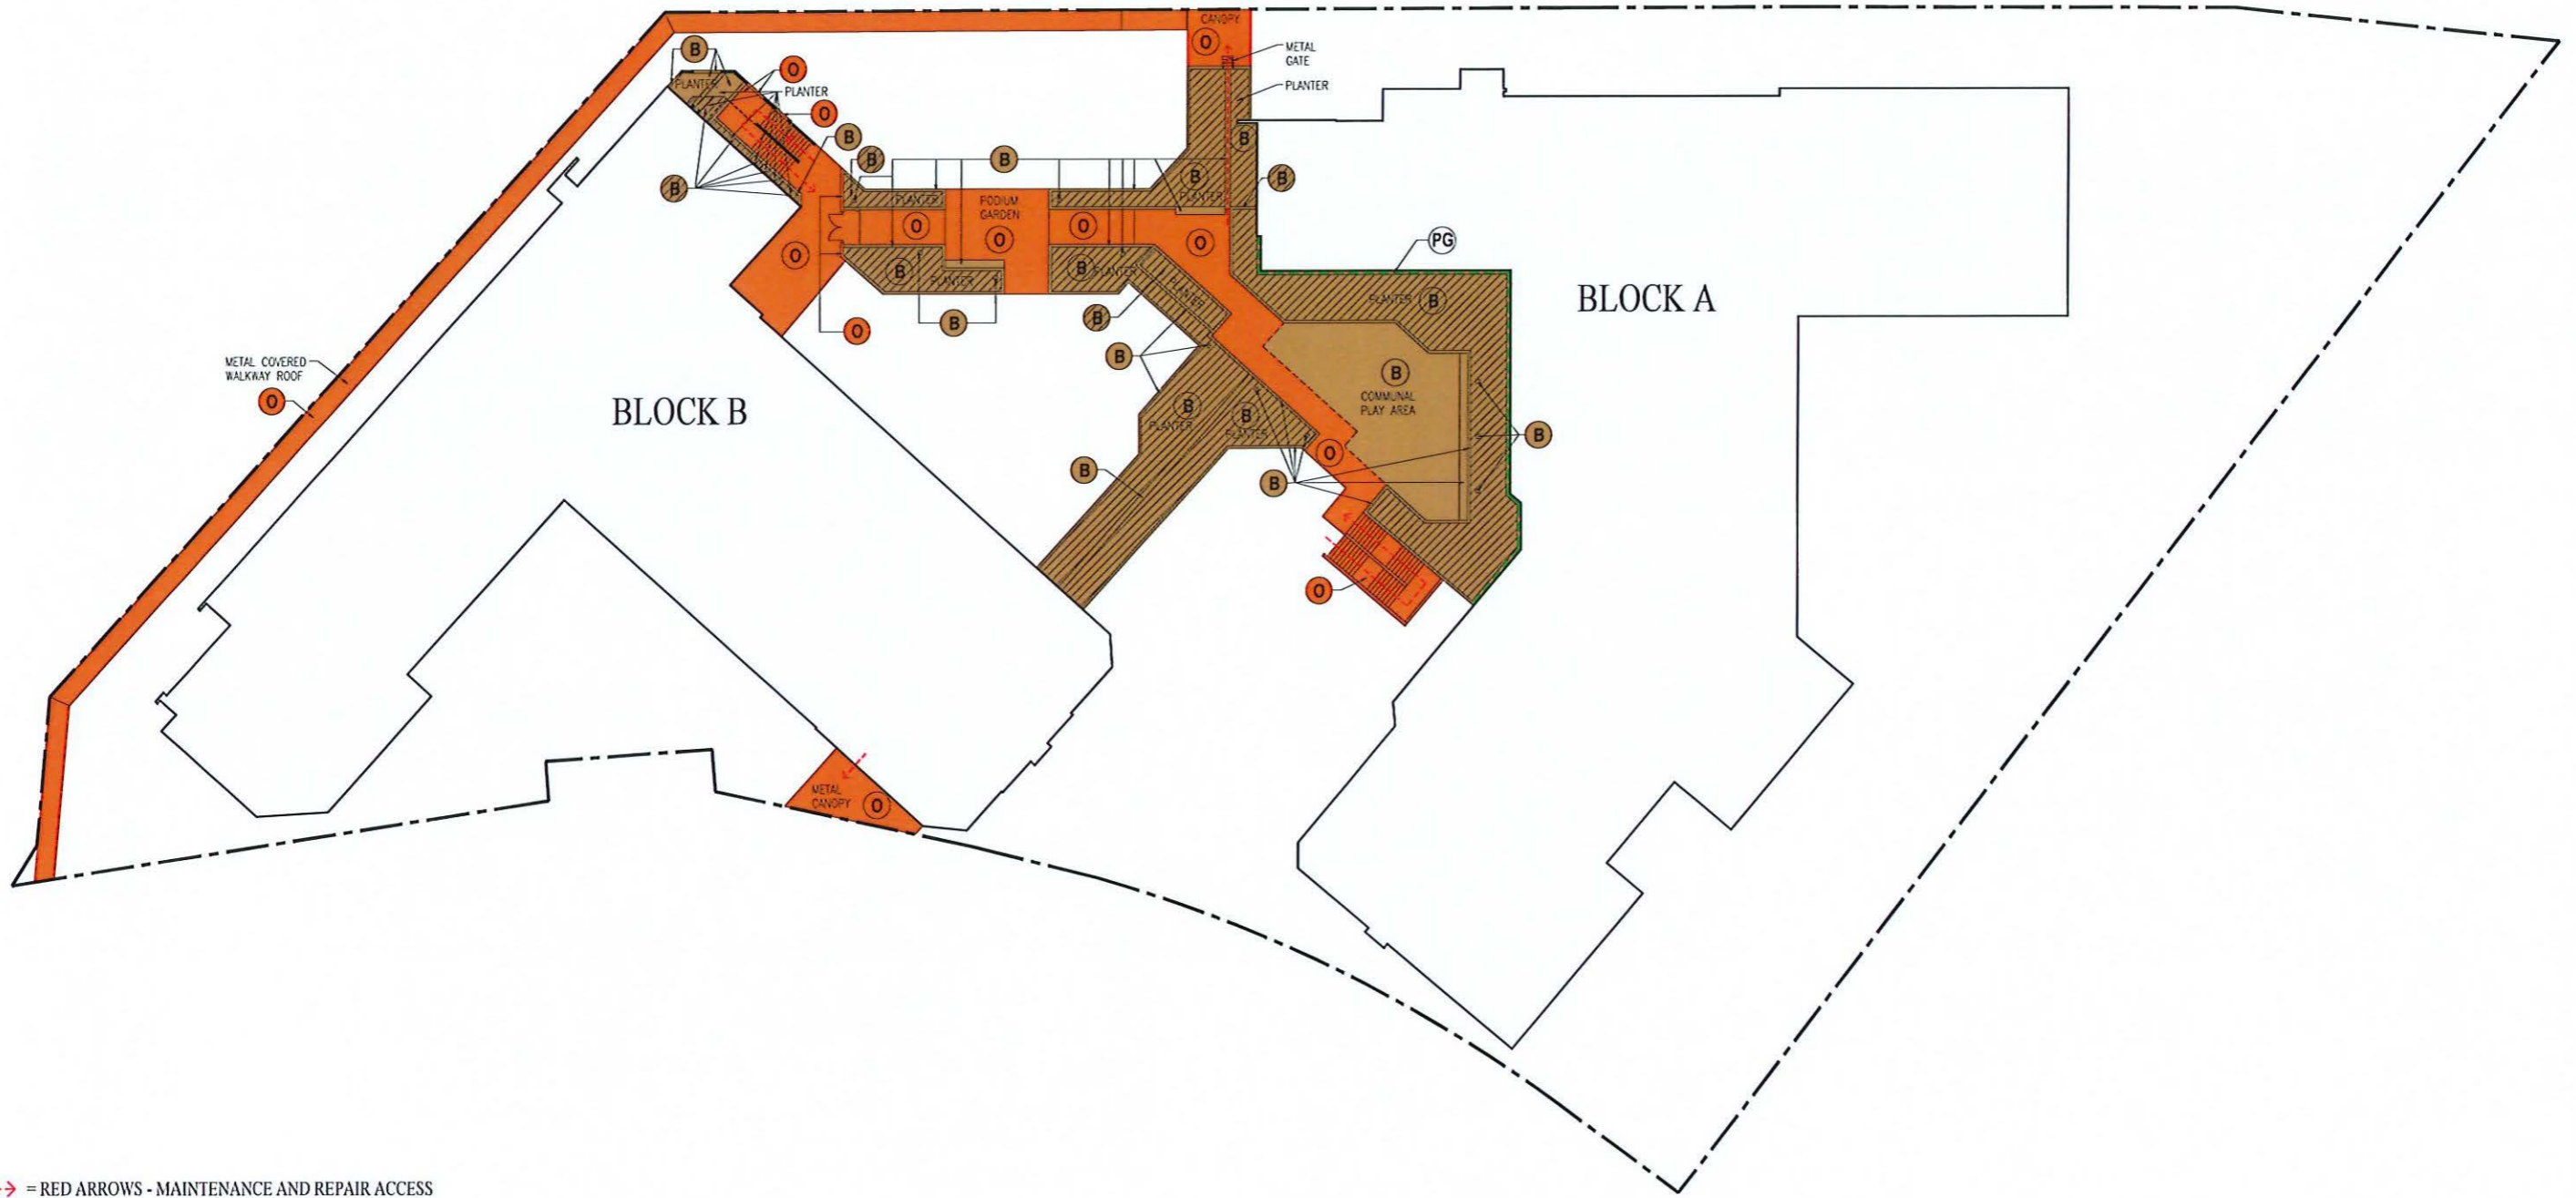 CANOPY
O
METAL
GATE
PLANTER
B
O
PLANTER
PLANTER
O
B
B
B
B
B
B
B
PLANTER
PLANTER
PODIUM
GARDEN
O
O
O
O
O
PG
B
PLANTER
B
PLANTER
PLANTER
PLANTER
B
BLOCK A
B
B
O
B
METAL COVERED
WALKWAY ROOF
O
B
B
COMMUNAL
PLAY AREA
BLOCK B
B
PLANTER
B
PLANTER
B
O
B
B
O
METAL
CANOPY
O
= RED ARROWS - MAINTENANCE AND REPAIR ACCESS